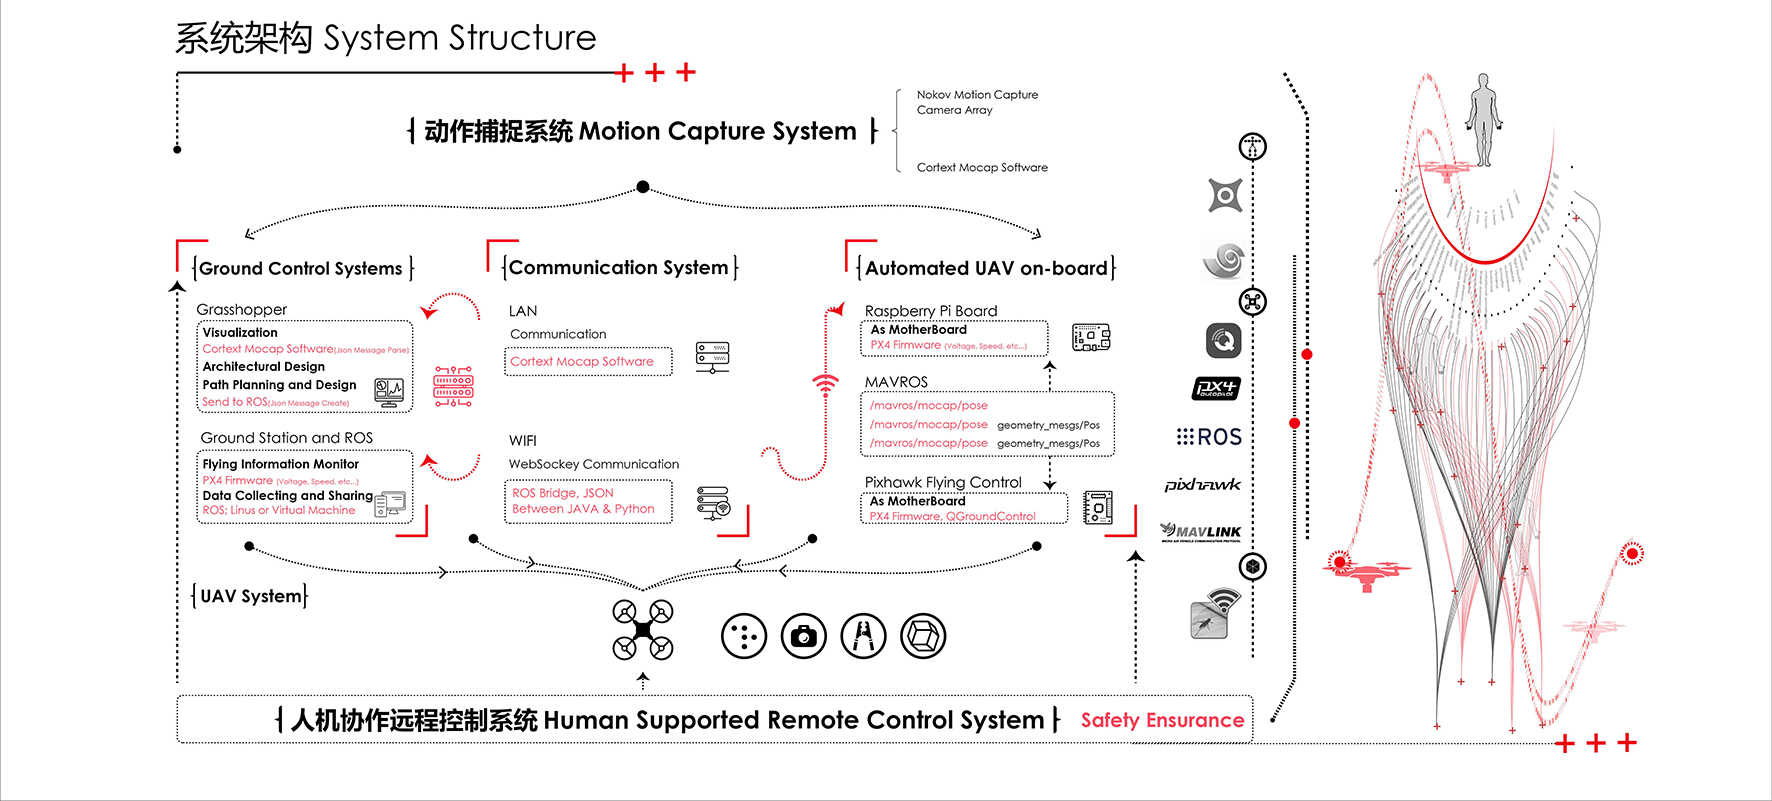 系统架构 System Structure
动作捕捉系统 Motion Capture System
Nokov Motion Capture
Camera Array
Cortext Mocap Software
Ground Control Systems
Grasshopper
Visualization
Cortext Mocap Software(Json Message Parse)
Architectural Design
Path Planning and Design
Send to ROS(Json Message Create)
Ground Station and ROS
Flying Information Monitor
PX4 Firmware (Voltage, Speed, etc...)
Data Collecting and Sharing
ROS; Linus or Virtual Machine
Communication System
LAN
Communication
Cortext Mocap Software
WIFI
WebSockey Communication
ROS Bridge, JSON
Between JAVA & Python
Automated UAV on-board
Raspberry Pi Board
As MotherBoard
PX4 Firmware (Voltage, Speed, etc...)
MAVROS
/mavros/mocap/pose
/mavros/mocap/pose geometry_mesgs/Pos
/mavros/mocap/pose geometry_mesgs/Pos
Pixhawk Flying Control
As MotherBoard
PX4 Firmware, QGroundControl
UAV System
人机协作远程控制系统 Human Supported Remote Control System
Safety Ensurance
Q
px4
autopilot
ROS
pixhawk
MAVLINK
MICRO AIR VEHICLE COMMUNICATION PROTOCOL